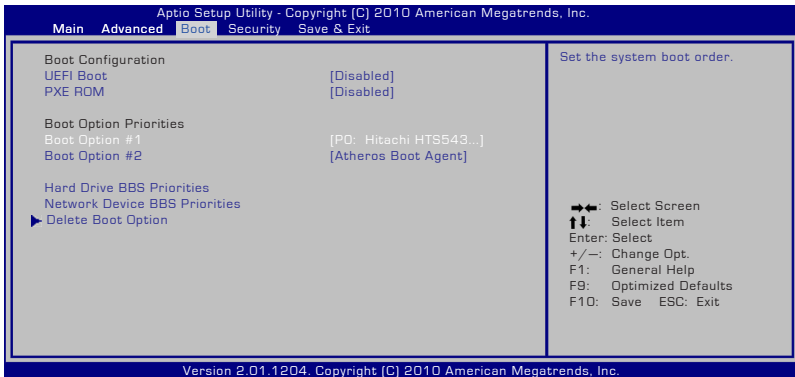 Aptio Setup Utility - Copyright (C) 2010 American Megatrends, Inc.
Main Advanced Boot Security Save & Exit
Boot Configuration
UEFI Boot [Disabled]
PXE ROM [Disabled]
Boot Option Priorities
Boot Option #1 [P0: Hitachi HTS543...]
Boot Option #2 [Atheros Boot Agent]
Hard Drive BBS Priorities
Network Device BBS Priorities
Delete Boot Option
Set the system boot order.
→←: Select Screen
↑↓: Select Item
Enter: Select
+/—: Change Opt.
F1: General Help
F9: Optimized Defaults
F10: Save ESC: Exit
Version 2.01.1204. Copyright (C) 2010 American Megatrends, Inc.